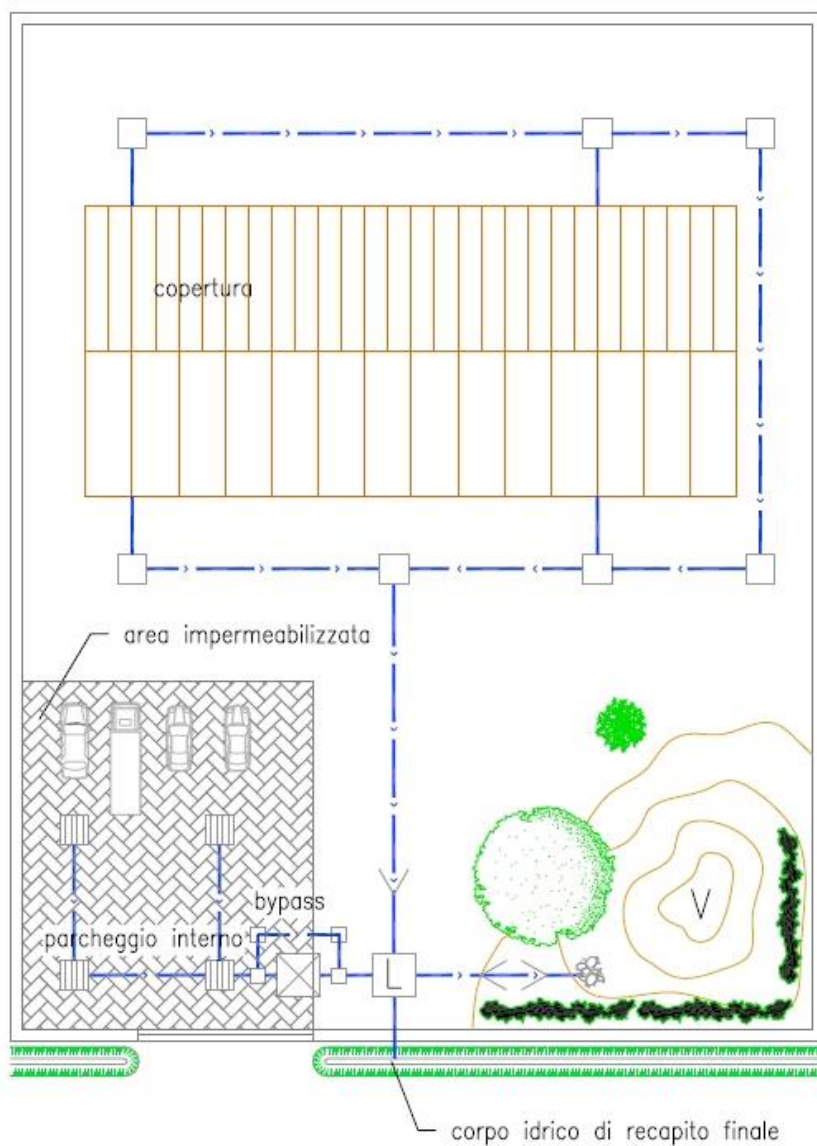 copertura
area impermeabilizzata
bypass
parcheggio interno
L
V
corpo idrico di recapito finale